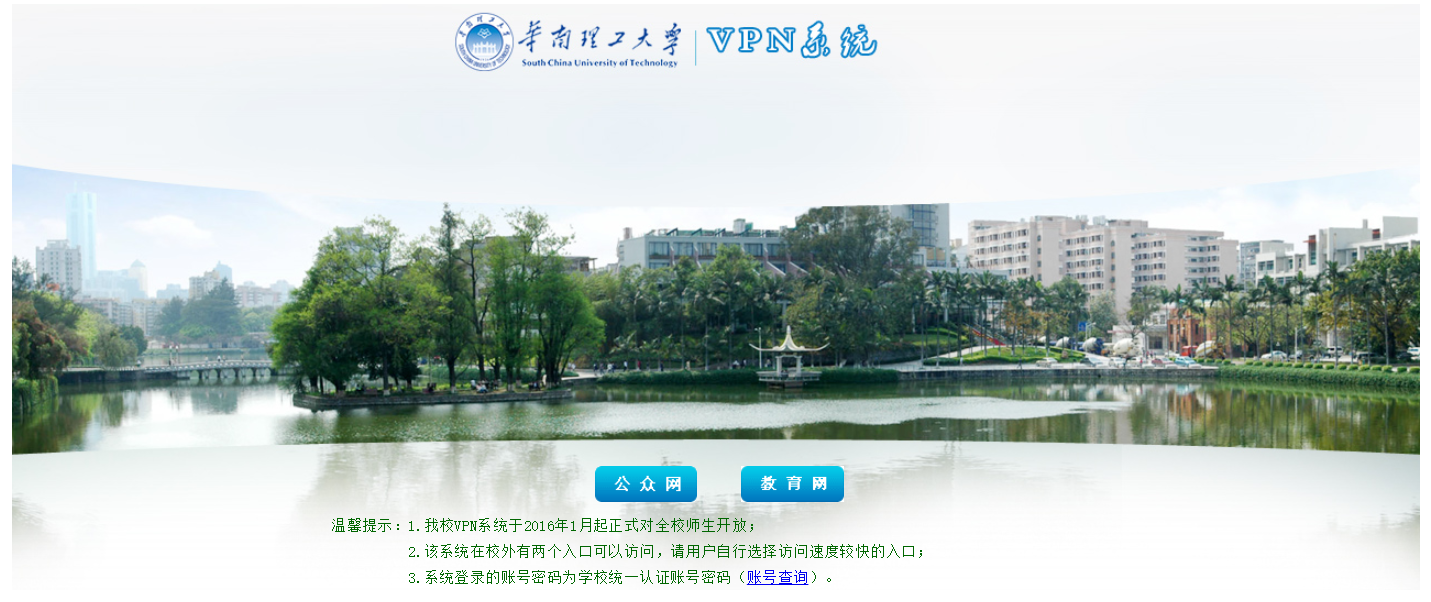 华南理工大学
South China University of Technology
VPN系统
公众网
教育网
温馨提示：1.我校VPN系统于2016年1月起正式对全校师生开放；
2.该系统在校外有两个入口可以访问，请用户自行选择访问速度较快的入口；
3.系统登录的账号密码为学校统一认证账号密码（账号查询）。